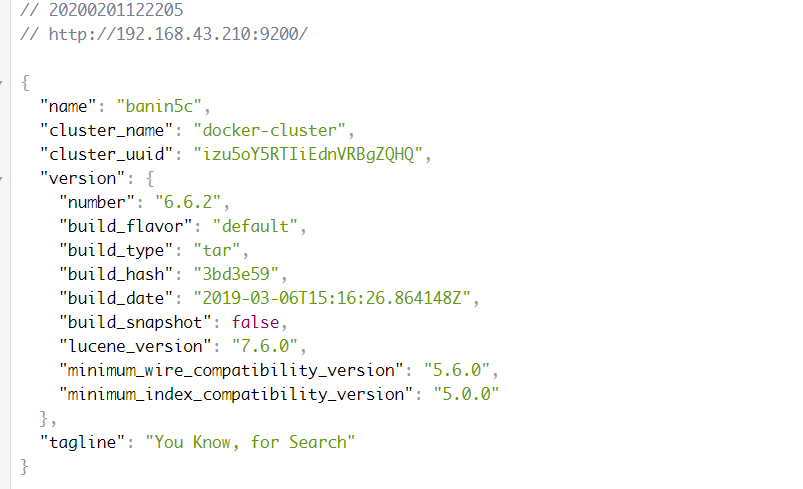 // 20200201122205
// http://192.168.43.210:9200/
{
"name": "banin5c",
"cluster_name": "docker-cluster",
"cluster_uuid": "izu5oY5RTIiEdnVRBgZQHQ",
"version": {
"number": "6.6.2",
"build_flavor": "default",
"build_type": "tar",
"build_hash": "3bd3e59",
"build_date": "2019-03-06T15:16:26.864148Z",
"build_snapshot": false,
"lucene_version": "7.6.0",
"minimum_wire_compatibility_version": "5.6.0",
"minimum_index_compatibility_version": "5.0.0"
},
"tagline": "You Know, for Search"
}